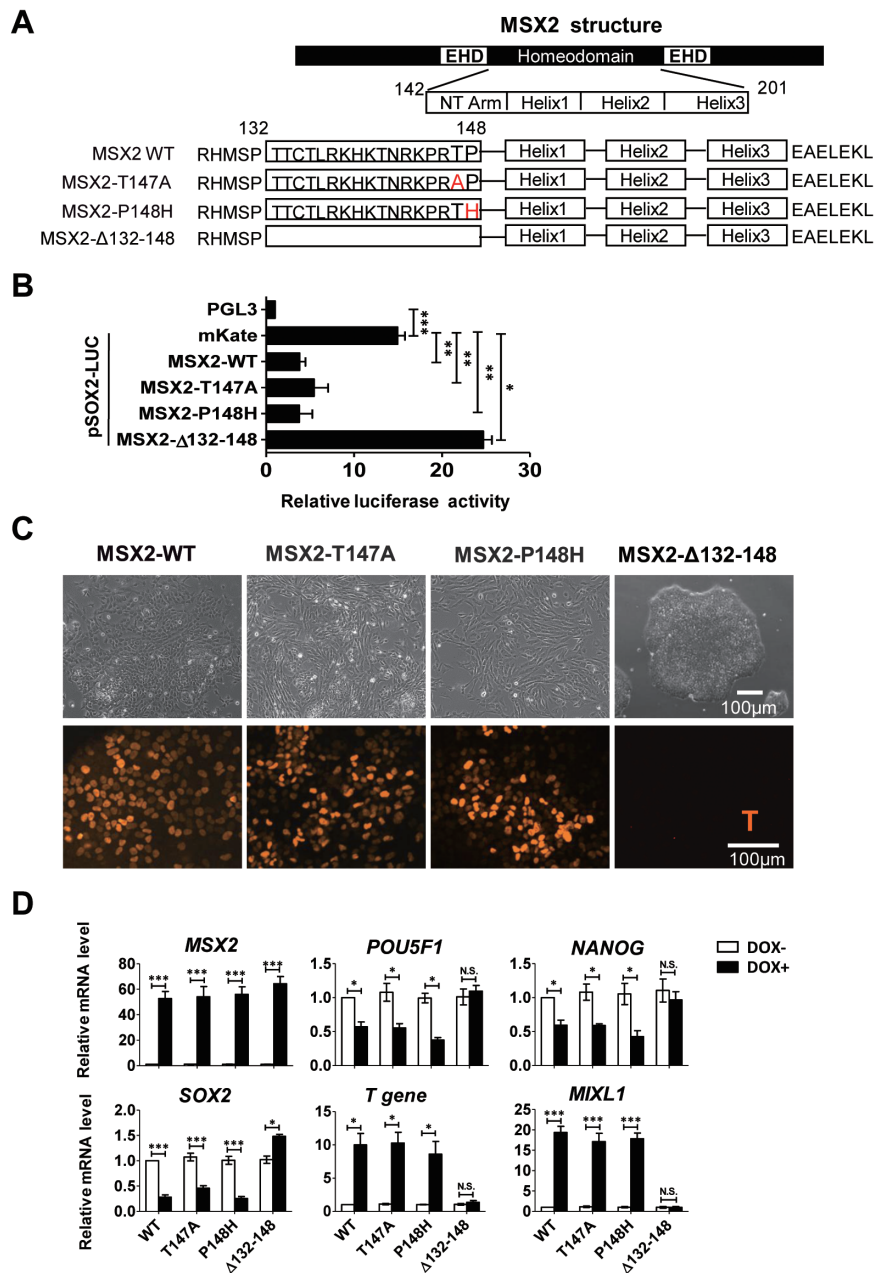 A
MSX2 structure
EHD Homeodomain EHD
142 201
NT Arm Helix1 Helix2 Helix3
132 148
MSX2 WT RHMSP TTCTLRKHKTNRKPRTP Helix1 Helix2 Helix3 EAELEKL
MSX2-T147A RHMSP TTCTLRKHKTNRKPRAP Helix1 Helix2 Helix3 EAELEKL
MSX2-P148H RHMSP TTCTLRKHKTNRKPRTH Helix1 Helix2 Helix3 EAELEKL
MSX2-Δ132-148 RHMSP Helix1 Helix2 Helix3 EAELEKL
B
pSOX2-LUC
PGL3
mKate
MSX2-WT
MSX2-T147A
MSX2-P148H
MSX2-Δ132-148
*** ** ** ** *
0 10 20 30
Relative luciferase activity
C
MSX2-WT MSX2-T147A MSX2-P148H MSX2-Δ132-148
100μm
T
100μm
D
DOX-
DOX+
MSX2
Relative mRNA level
80
60
40
20
0
*** *** *** ***
POU5F1
1.5
1.0
0.5
0.0
* * * N.S.
NANOG
1.5
1.0
0.5
0.0
* * * N.S.
SOX2
Relative mRNA level
2.0
1.5
1.0
0.5
0.0
*** *** *** *
WT T147A P148H Δ132-148
T gene
15
10
5
0
* * * N.S.
WT T147A P148H Δ132-148
MIXL1
25
20
15
10
5
0
*** *** *** N.S.
WT T147A P148H Δ132-148